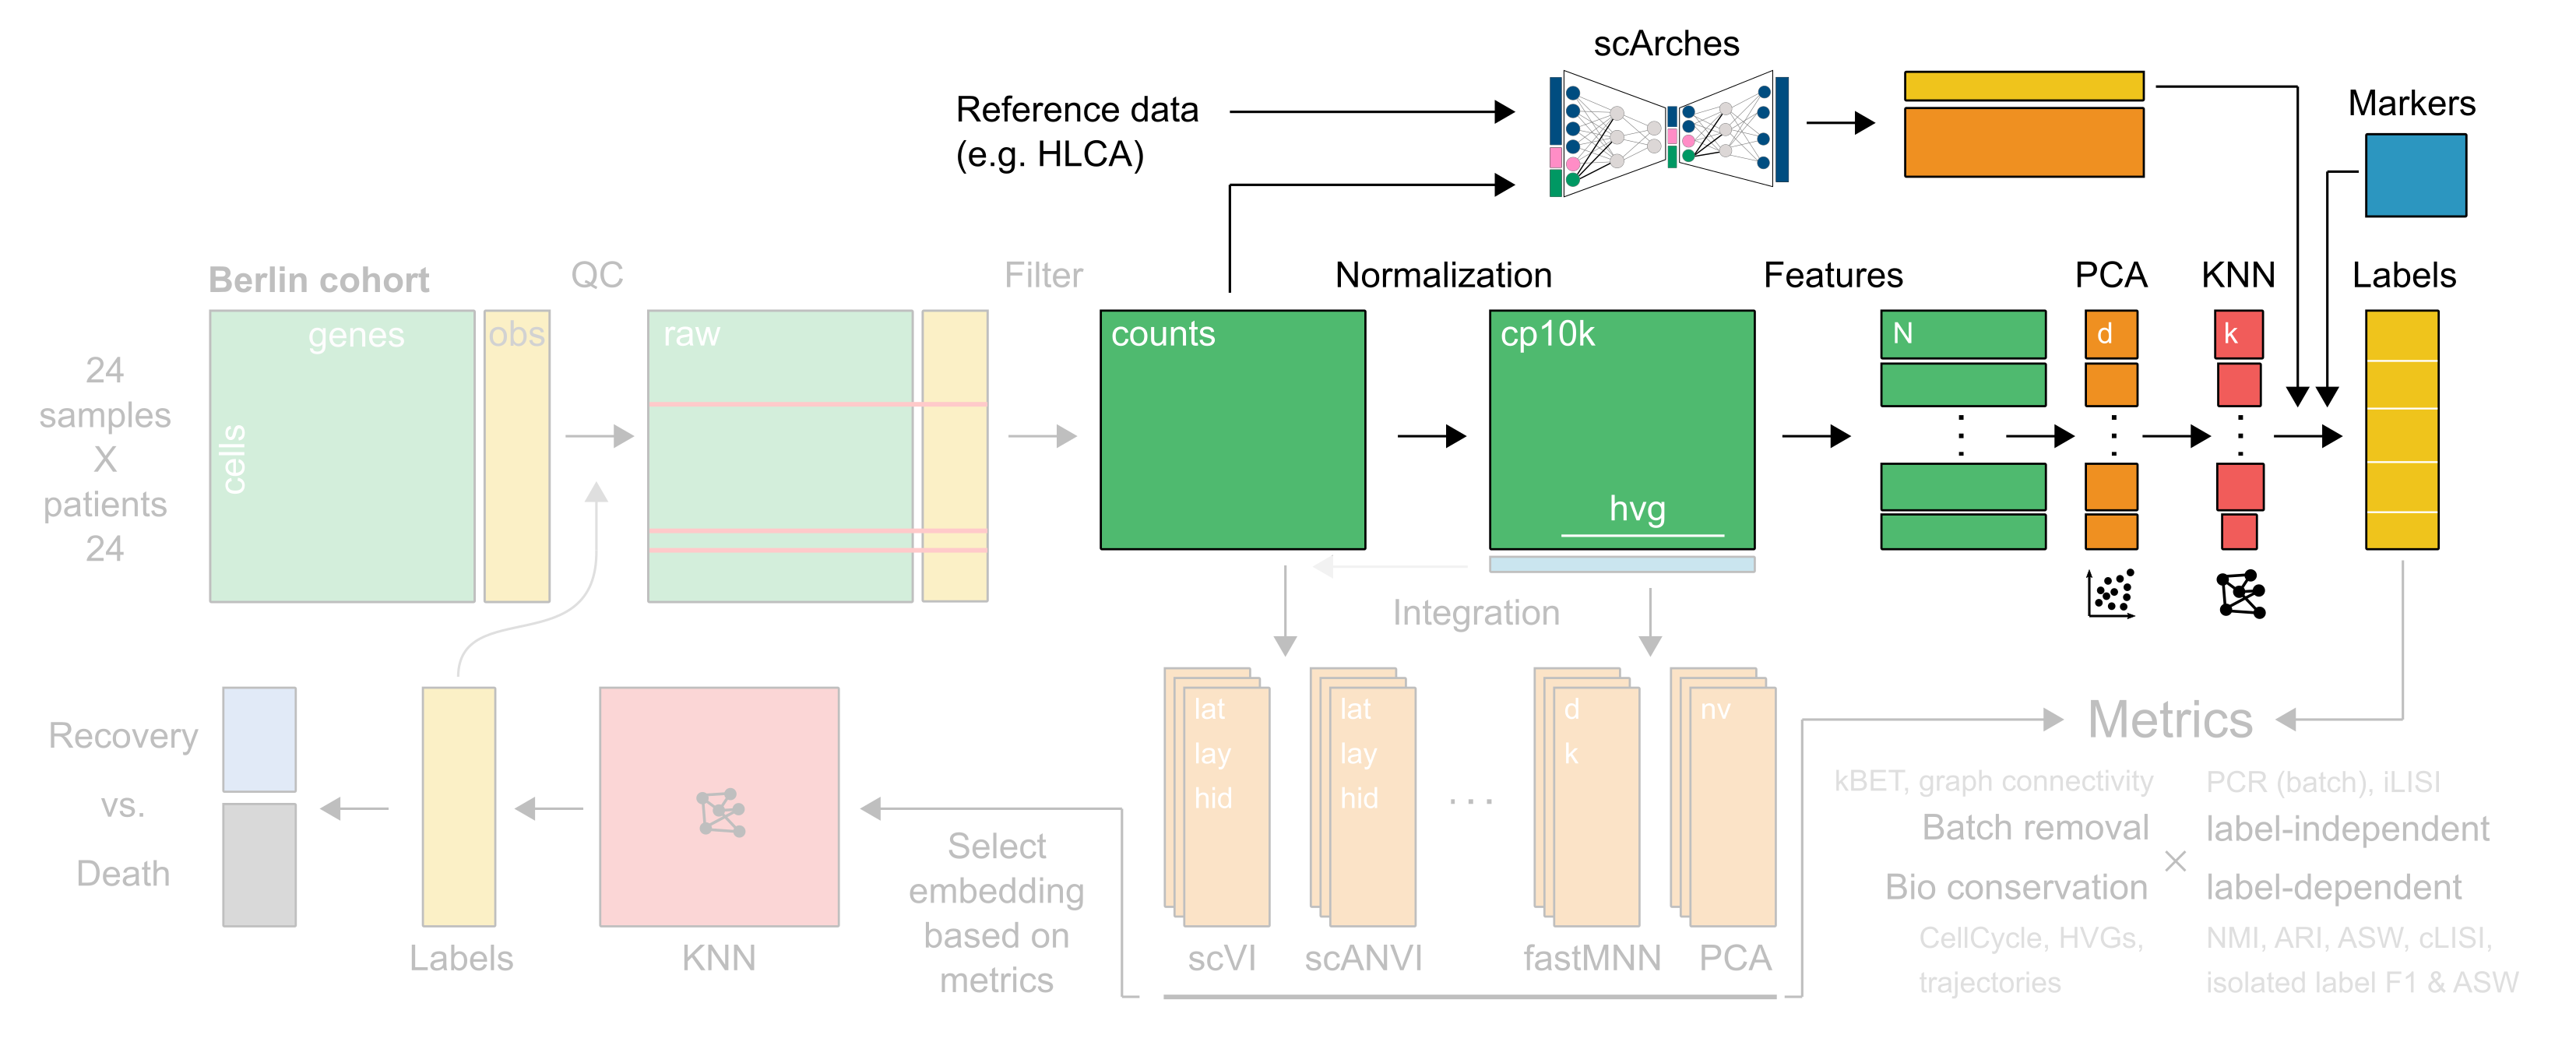 scArches
Reference data
(e.g. HLCA)
Markers
Berlin cohort
QC
Filter
Normalization
Features
PCA
KNN
Labels
genes
obs
raw
counts
cp10k
N
d
k
24
samples
X
patients
24
cells
hvg
Integration
lat
lay
hid
lat
lay
hid
...
d
k
nv
scVI
scANVI
fastMNN
PCA
Recovery
vs.
Death
Labels
KNN
Select
embedding
based on
metrics
Metrics
kBET, graph connectivity
PCR (batch), iLISI
Batch removal
label-independent
×
Bio conservation
label-dependent
CellCycle, HVGs,
trajectories
NMI, ARI, ASW, cLISI,
isolated label F1 & ASW